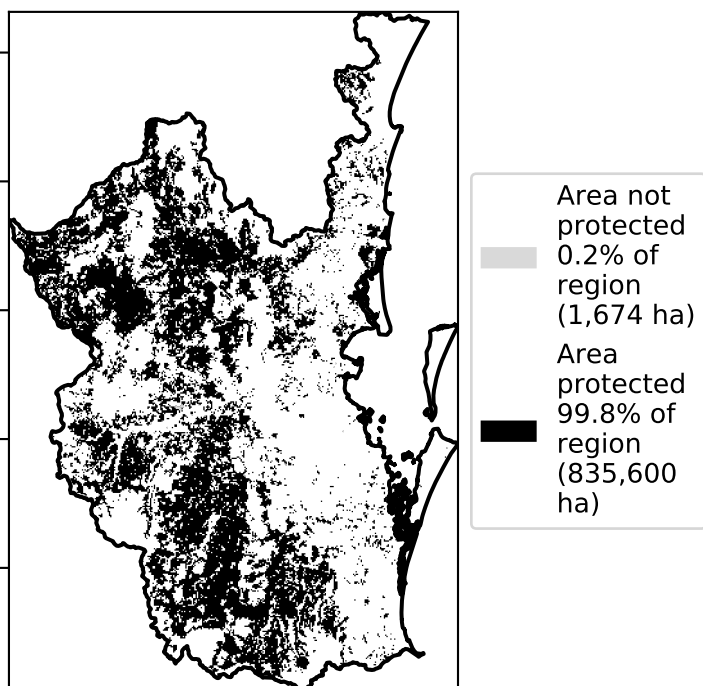 Area not
protected
0.2% of
region
(1,674 ha)
Area
protected
99.8% of
region
(835,600
ha)